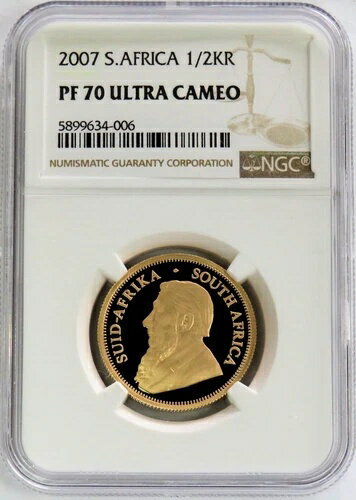 2007 S.AFRICA 1/2KR
PF 70 ULTRA CAMEO
5899634-006
NUMISMATIC GUARANTY CORPORATION
NGC®
SUID-AFRIKA · SOUTH AFRICA